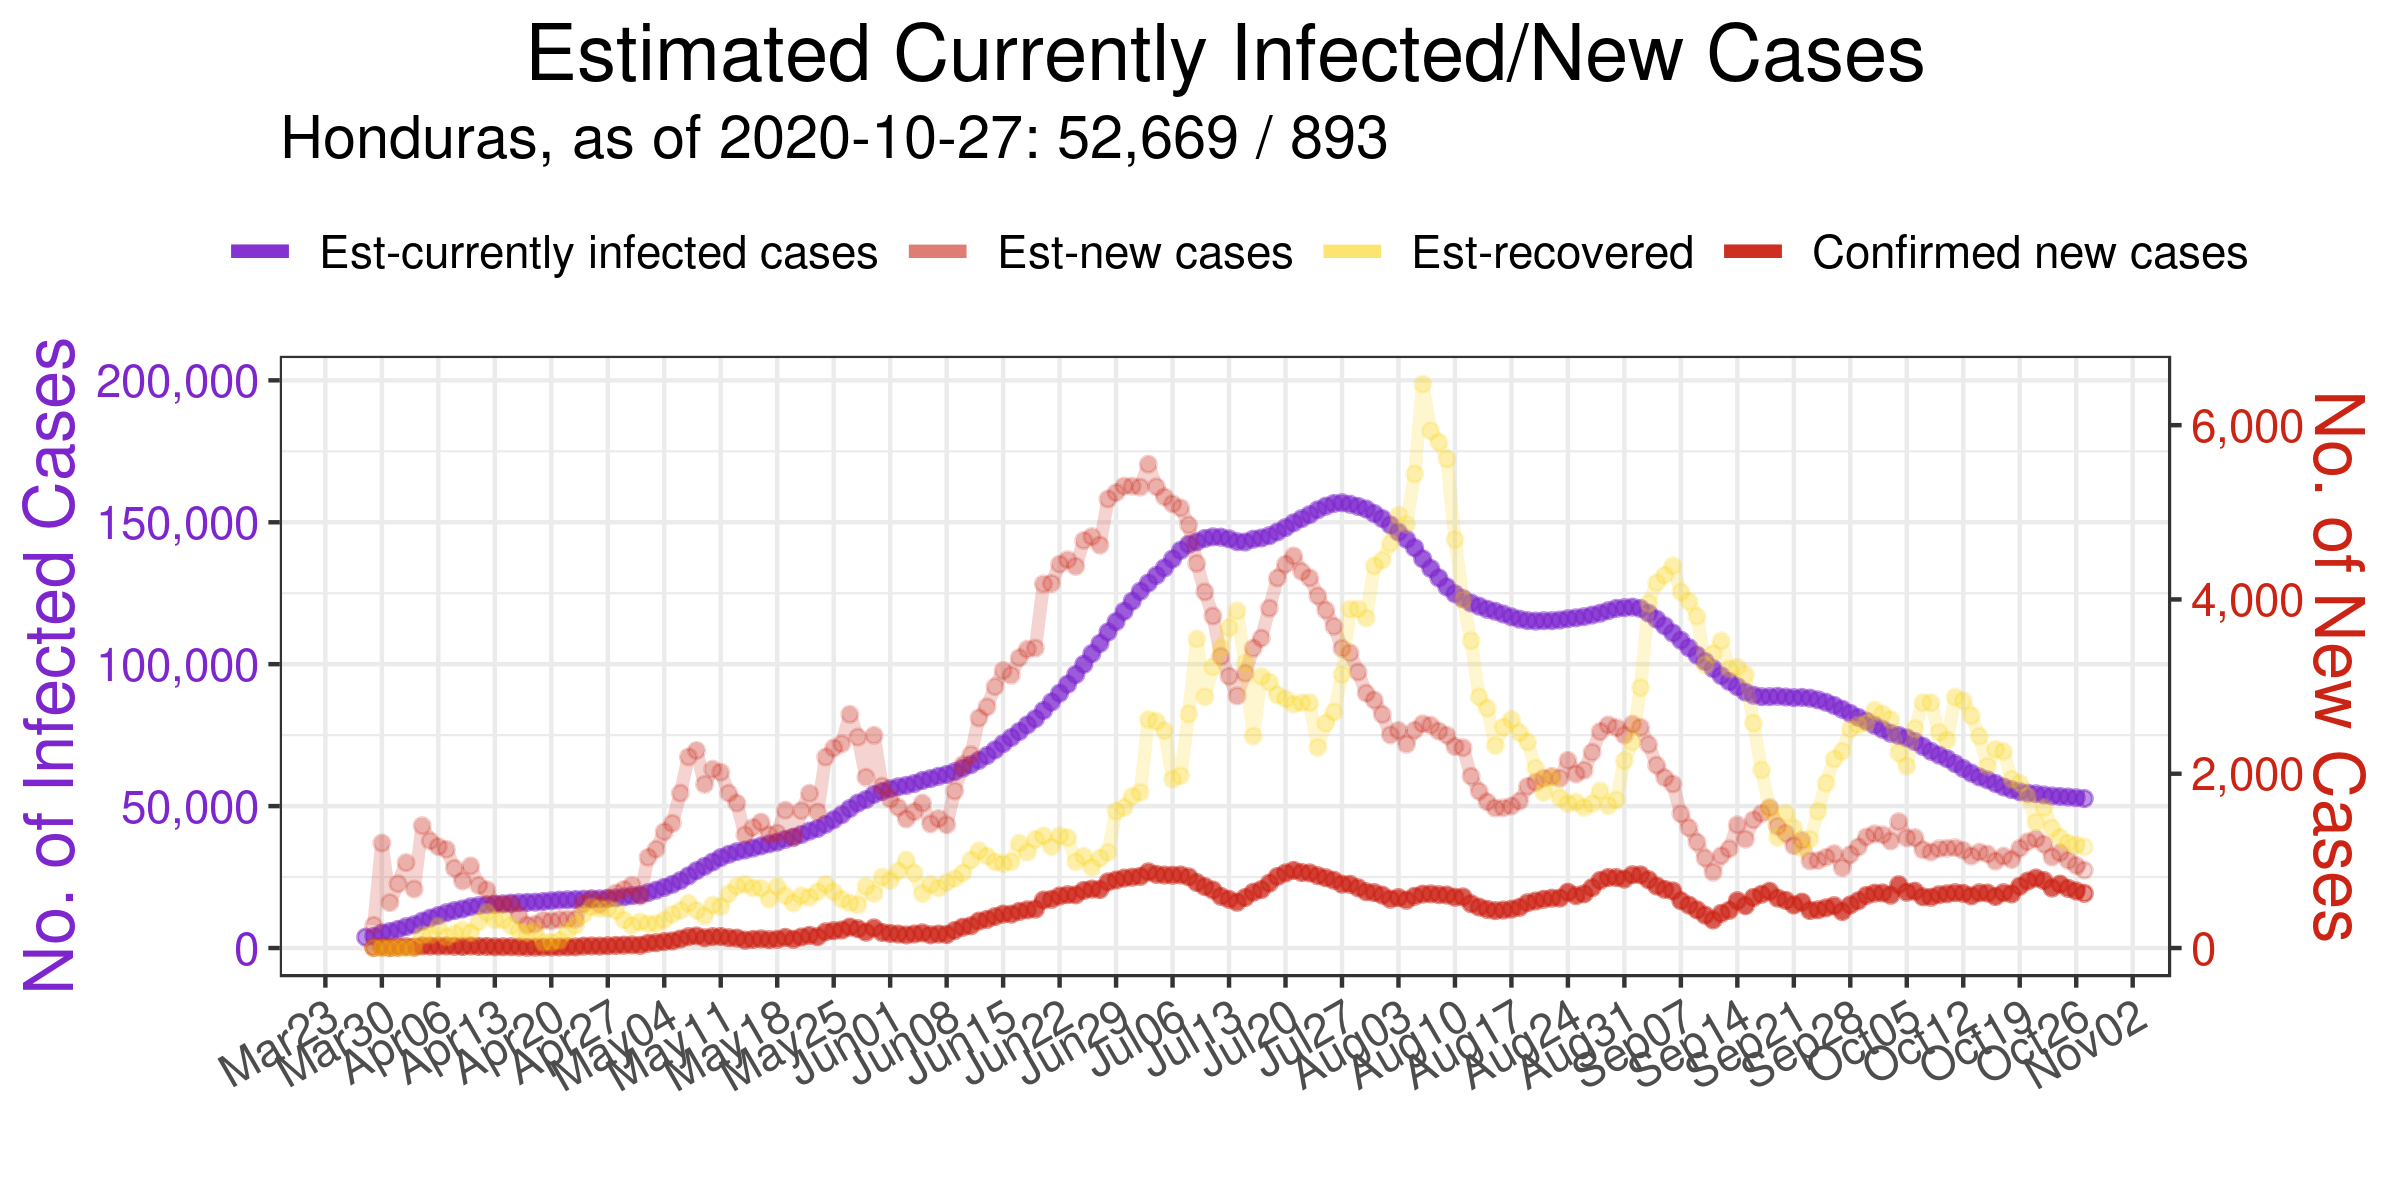 Estimated Currently Infected/New Cases
Honduras, as of 2020-10-27: 52,669 / 893
Est-currently infected cases Est-new cases Est-recovered Confirmed new cases
No. of Infected Cases
200,000
150,000
100,000
50,000
0
6,000
4,000
2,000
0
No. of New Cases
Mar23 Mar30 Apr06 Apr13 Apr20 Apr27 May04 May11 May18 May25 Jun01 Jun08 Jun15 Jun22 Jun29 Jul06 Jul13 Jul20 Jul27 Aug03 Aug10 Aug17 Aug24 Aug31 Sep07 Sep14 Sep21 Sep28 Oct05 Oct12 Oct19 Oct26 Nov02